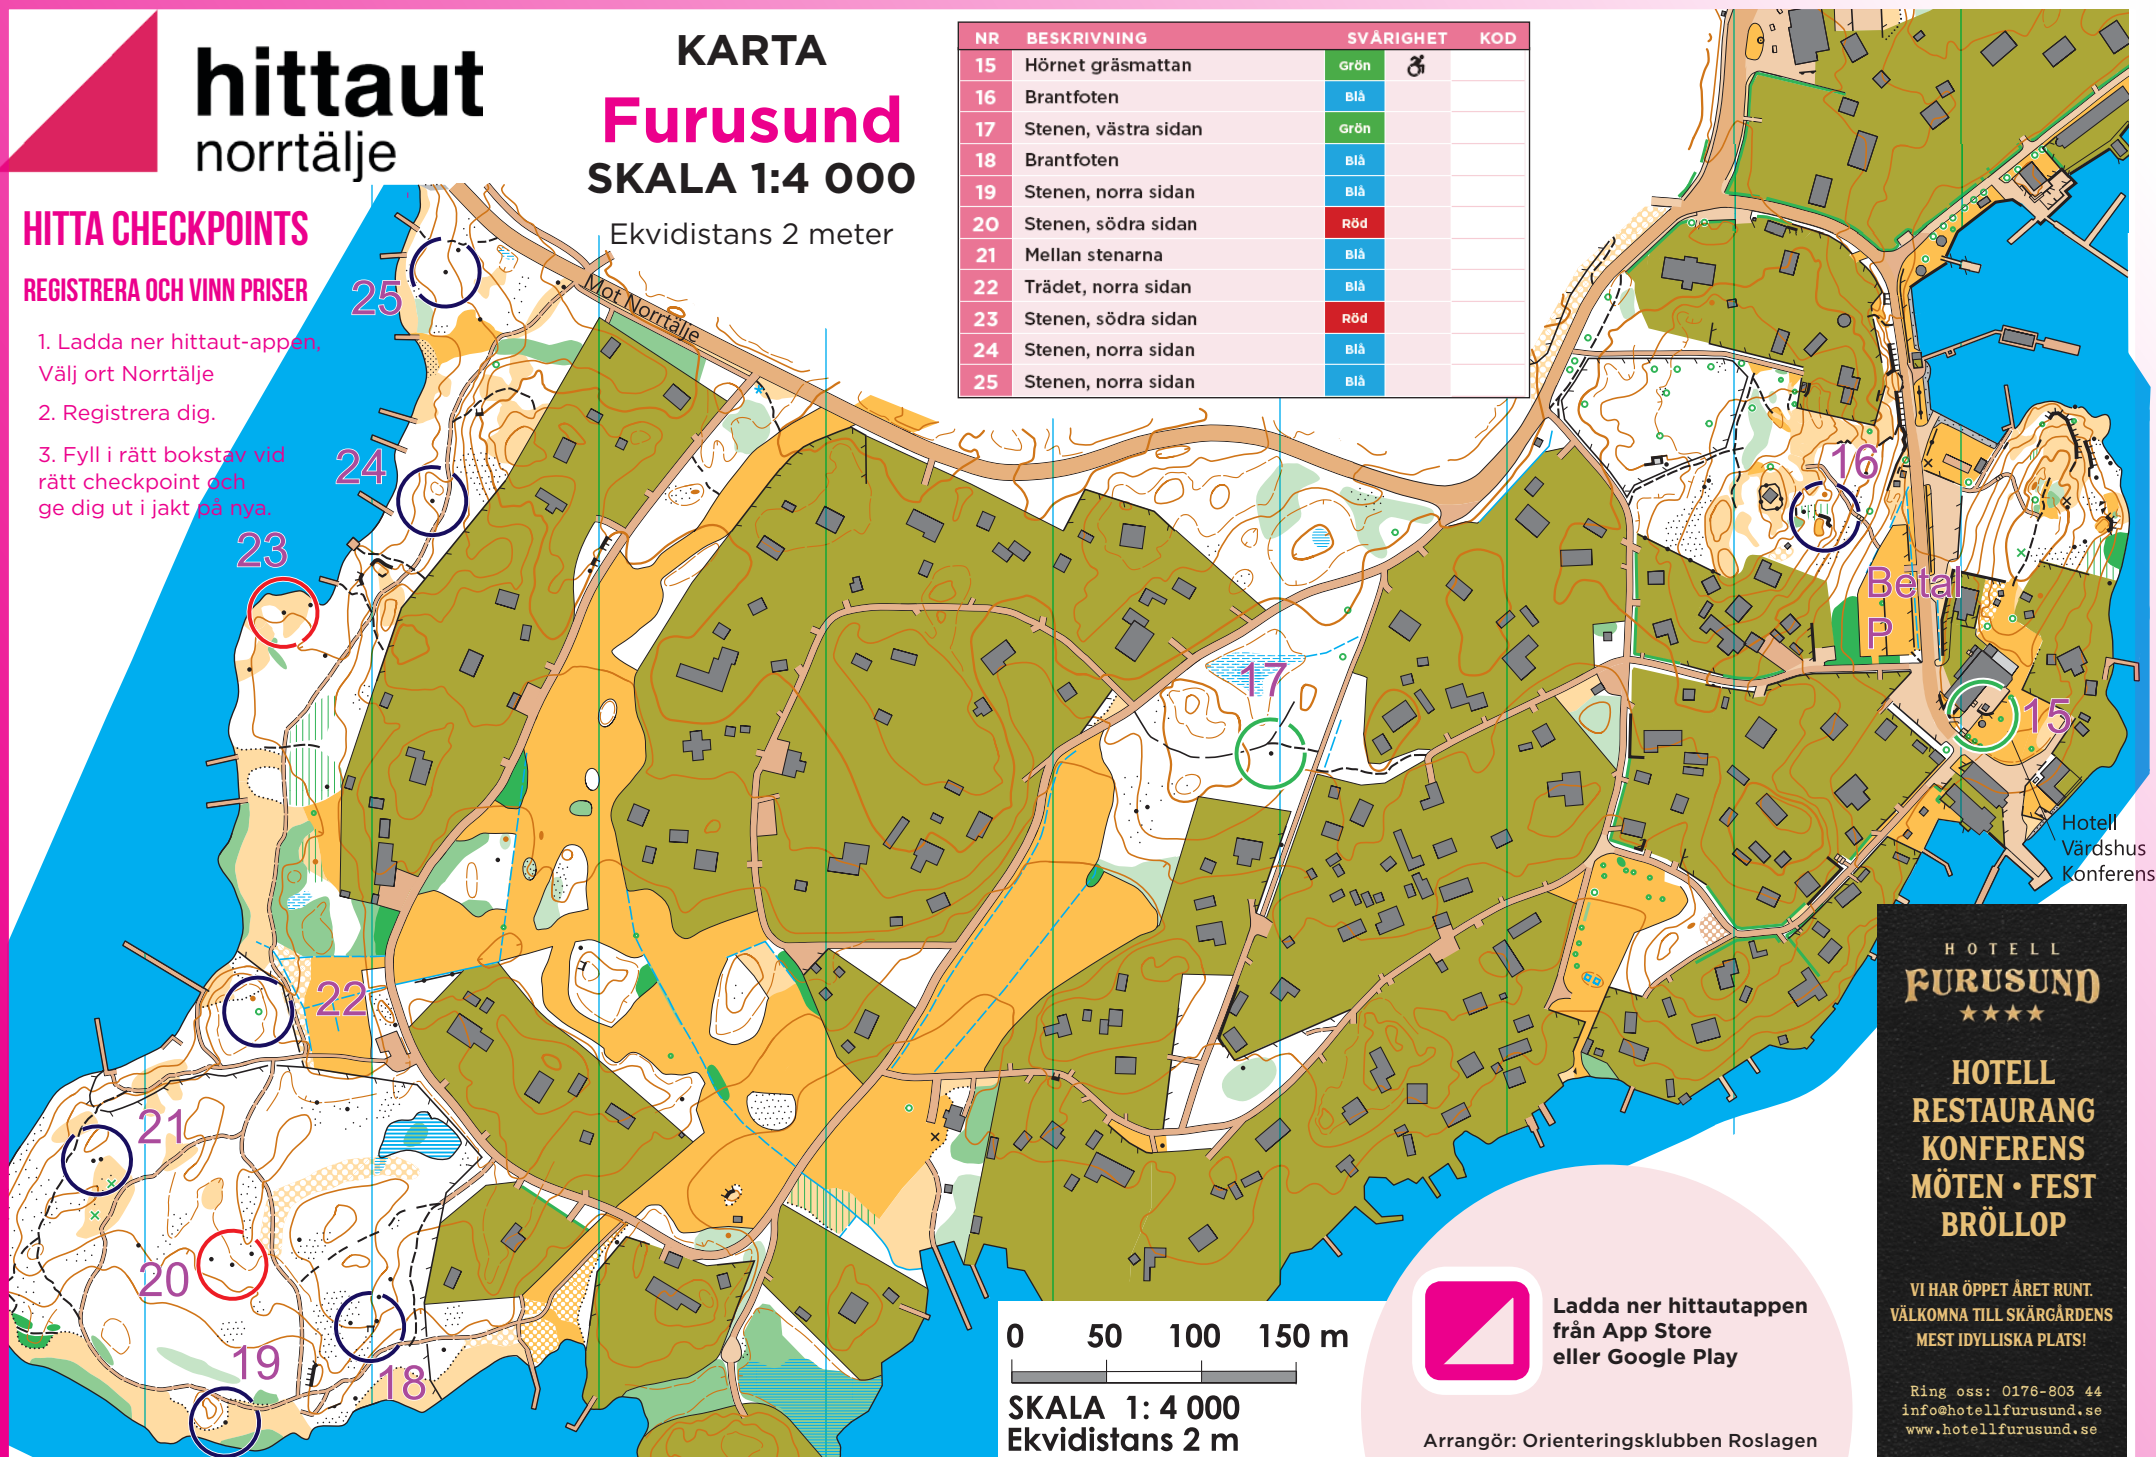 hittaut
norrtälje
HITTA CHECKPOINTS
REGISTRERA OCH VINN PRISER
1. Ladda ner hittaut-appen,
Välj ort Norrtälje
2. Registrera dig.
3. Fyll i rätt bokstav vid
rätt checkpoint och
ge dig ut i jakt på nya.
KARTA
Furusund
SKALA 1:4 000
Ekvidistans 2 meter
NR BESKRIVNING SVÅRIGHET KOD
15 Hörnet gräsmattan Grön
16 Brantfoten Blå
17 Stenen, västra sidan Grön
18 Brantfoten Blå
19 Stenen, norra sidan Blå
20 Stenen, södra sidan Röd
21 Mellan stenarna Blå
22 Trädet, norra sidan Blå
23 Stenen, södra sidan Röd
24 Stenen, norra sidan Blå
25 Stenen, norra sidan Blå
Mot Norrtälje
25
24
23
16
Betal
P
17
15
Hotell
Värdshus
Konferens
22
21
20
19
18
0 50 100 150 m
SKALA 1: 4 000
Ekvidistans 2 m
Ladda ner hittautappen
från App Store
eller Google Play
Arrangör: Orienteringsklubben Roslagen
HOTELL
FURUSUND
★★★★
HOTELL
RESTAURANG
KONFERENS
MÖTEN • FEST
BRÖLLOP
VI HAR ÖPPET ÅRET RUNT.
VÄLKOMNA TILL SKÄRGÅRDENS
MEST IDYLLISKA PLATS!
Ring oss: 0176-803 44
info@hotellfurusund.se
www.hotellfurusund.se